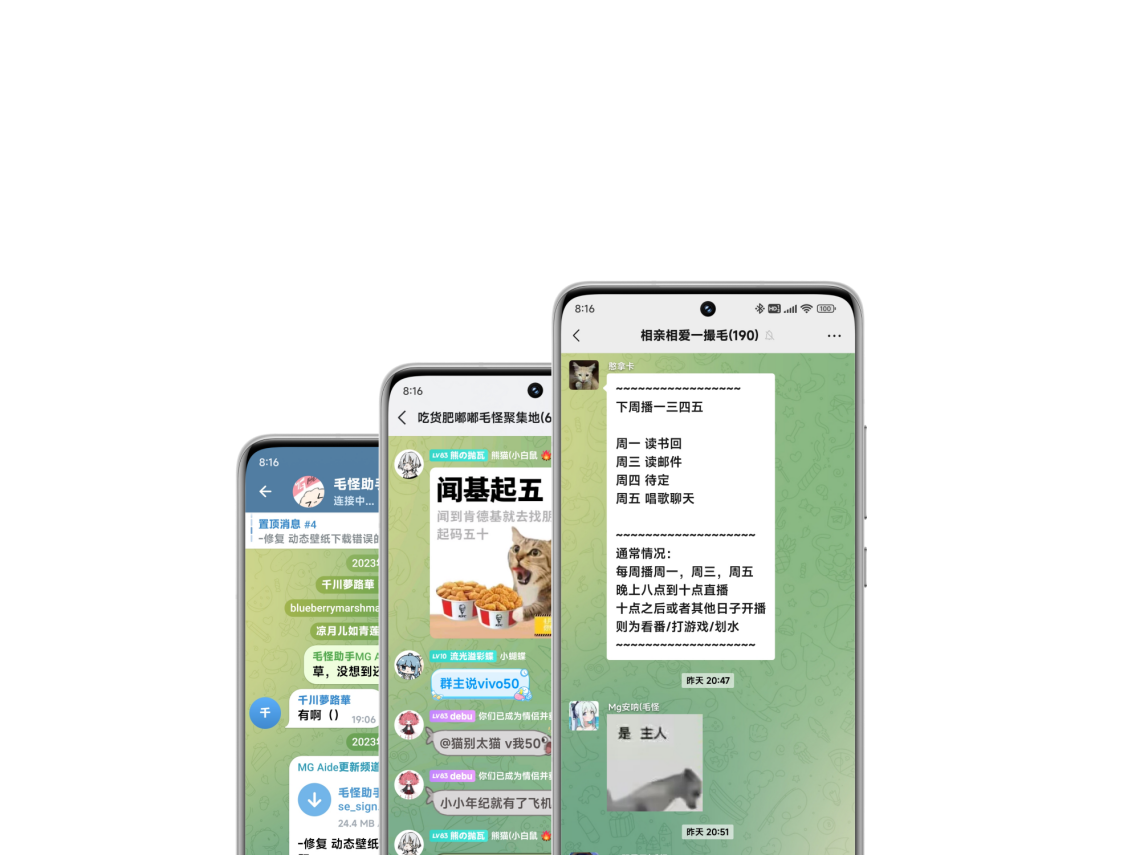 8:16
毛怪助
连接中...
置顶消息 #4
-修复 动态壁纸下载错误的
2023
千川夢路華
blueberrymarshma
凉月儿如青莲
毛怪助手MG A
草，没想到还
千
千川夢路華
有啊（）
19:06
2023
MG Aide更新频道
毛怪助手
se_sign.
24.4 MB
-修复 动态壁纸
8:16
吃货肥嘟嘟毛怪聚集地(6
LV63 熊の抛瓦 熊猫(小白鼠
闻基起五
闻到肯德基就去找朋
起码五十
LV10 流光溢彩蝶 小蝴蝶
群主说vivo50
LV63 debu 你们已成为情侣并
@猫别太猫 v我50
LV63 debu 你们已成为情侣并
小小年纪就有了飞机
LV63 熊の抛瓦 熊猫(小白鼠
8:16
HD
100
相亲相爱一撮毛(190)
憨拿卡
~~~~~~~~~~~~~~~~~
下周播一三四五
周一 读书回
周三 读邮件
周四 待定
周五 唱歌聊天
~~~~~~~~~~~~~~~~~~~
通常情况：
每周播周一，周三，周五
晚上八点到十点直播
十点之后或者其他日子开播
则为看番/打游戏/划水
~~~~~~~~~~~~~~~~~~~
昨天 20:47
Mg安呐(毛怪
是 主人
昨天 20:51